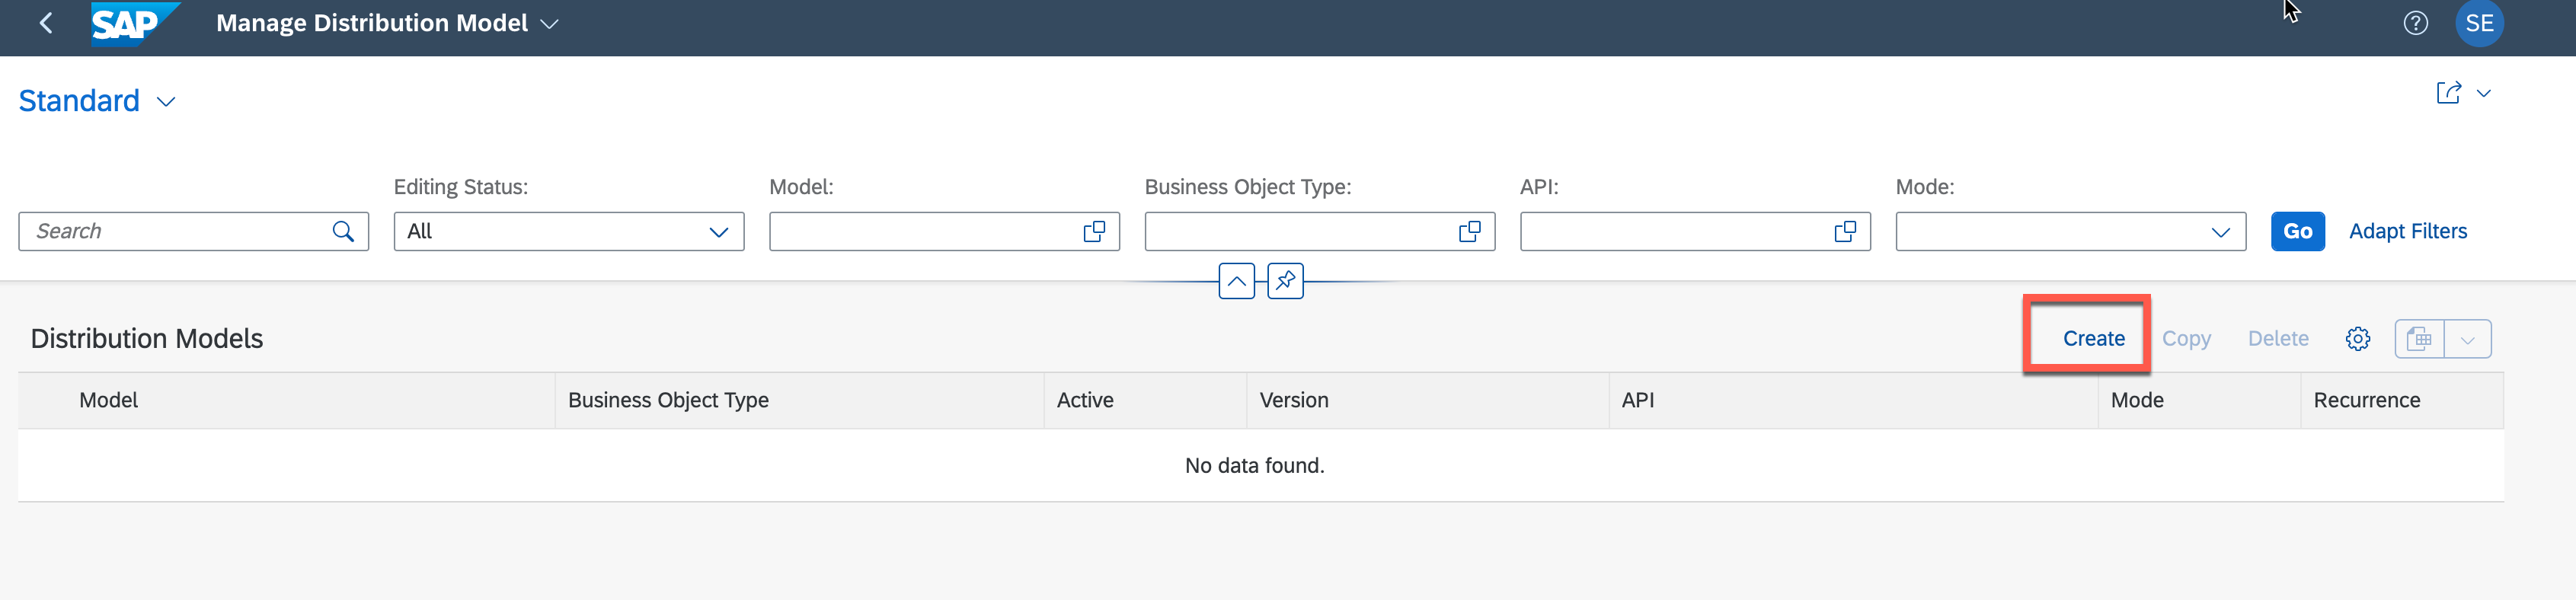 SAP Manage Distribution Model SE
Standard
Editing Status: Model: Business Object Type: API: Mode:
Search All Go Adapt Filters
Distribution Models Create Copy Delete
Model Business Object Type Active Version API Mode Recurrence
No data found.